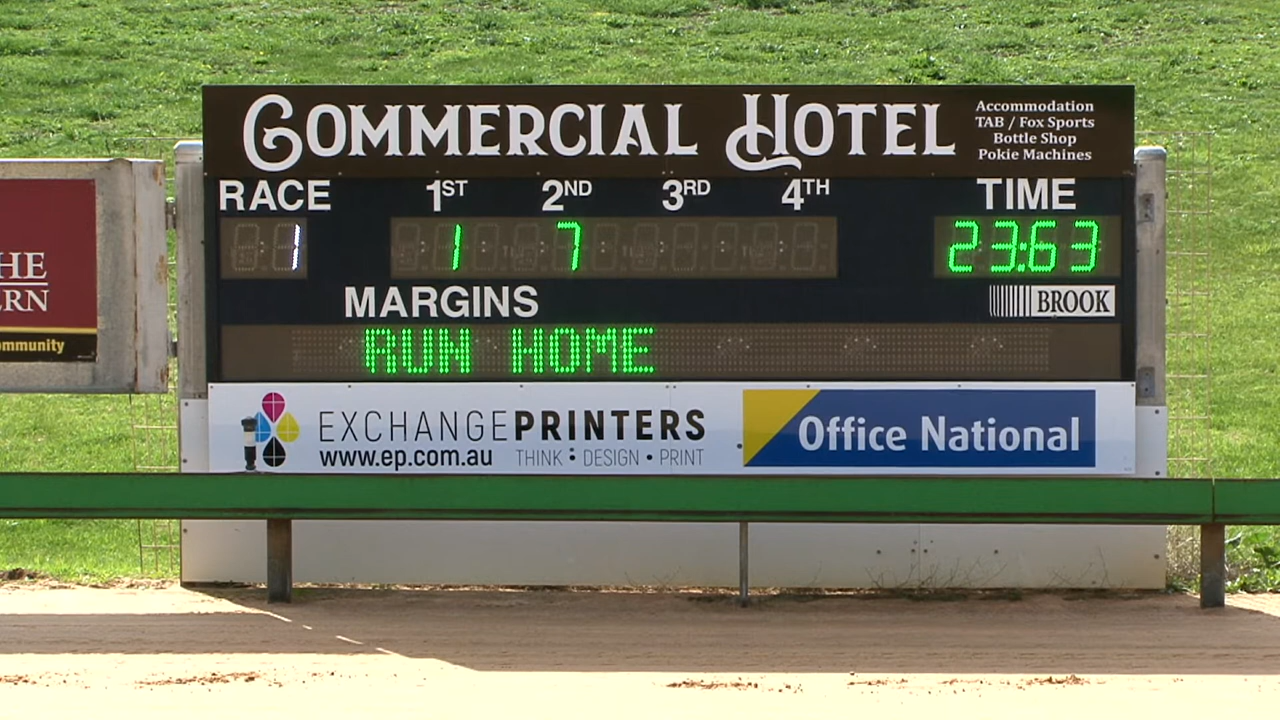 COMMERCIAL HOTEL
Accommodation
TAB / Fox Sports
Bottle Shop
Pokie Machines
RACE 1ST 2ND 3RD 4TH TIME
1 1 7 23:63
MARGINS
BROOK
RUN HOME
HE
RN
ommunity
EXCHANGEPRINTERS
www.ep.com.au THINK : DESIGN • PRINT
Office National